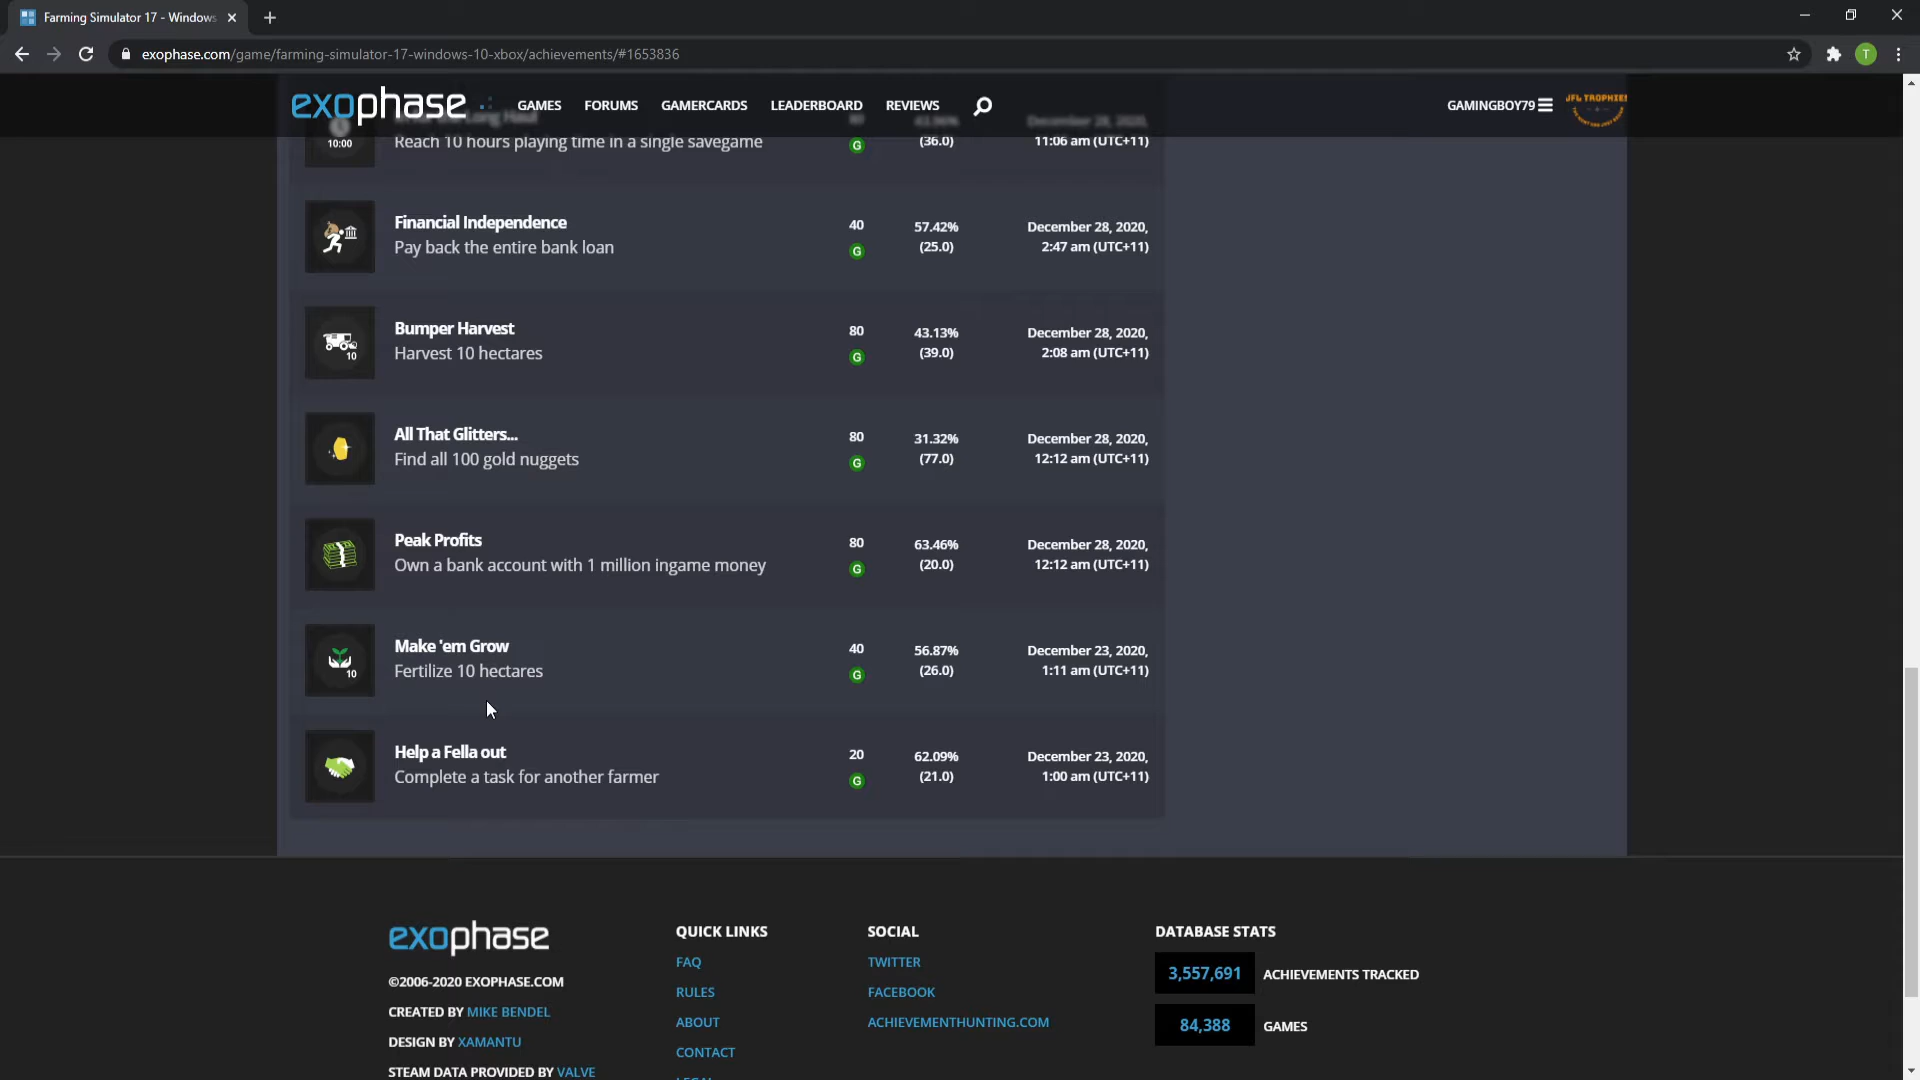 Farming Simulator 17 - Windows
exophase.com/game/farming-simulator-17-windows-10-xbox/achievements/#1653836
T
exophase
GAMES FORUMS GAMERCARDS LEADERBOARD REVIEWS
GAMINGBOY79
JFL TROPHIES
10:00
Reach 10 hours playing time in a single savegame
G
(36.0)
December 28, 2020,
11:06 am (UTC+11)
Financial Independence
Pay back the entire bank loan
40
G
57.42%
(25.0)
December 28, 2020,
2:47 am (UTC+11)
10
Bumper Harvest
Harvest 10 hectares
80
G
43.13%
(39.0)
December 28, 2020,
2:08 am (UTC+11)
All That Glitters...
Find all 100 gold nuggets
80
G
31.32%
(77.0)
December 28, 2020,
12:12 am (UTC+11)
Peak Profits
Own a bank account with 1 million ingame money
80
G
63.46%
(20.0)
December 28, 2020,
12:12 am (UTC+11)
10
Make 'em Grow
Fertilize 10 hectares
40
G
56.87%
(26.0)
December 23, 2020,
1:11 am (UTC+11)
Help a Fella out
Complete a task for another farmer
20
G
62.09%
(21.0)
December 23, 2020,
1:00 am (UTC+11)
exophase
©2006-2020 EXOPHASE.COM
CREATED BY MIKE BENDEL
DESIGN BY XAMANTU
STEAM DATA PROVIDED BY VALVE
QUICK LINKS
FAQ
RULES
ABOUT
CONTACT
LEGAL
SOCIAL
TWITTER
FACEBOOK
ACHIEVEMENTHUNTING.COM
DATABASE STATS
3,557,691 ACHIEVEMENTS TRACKED
84,388 GAMES